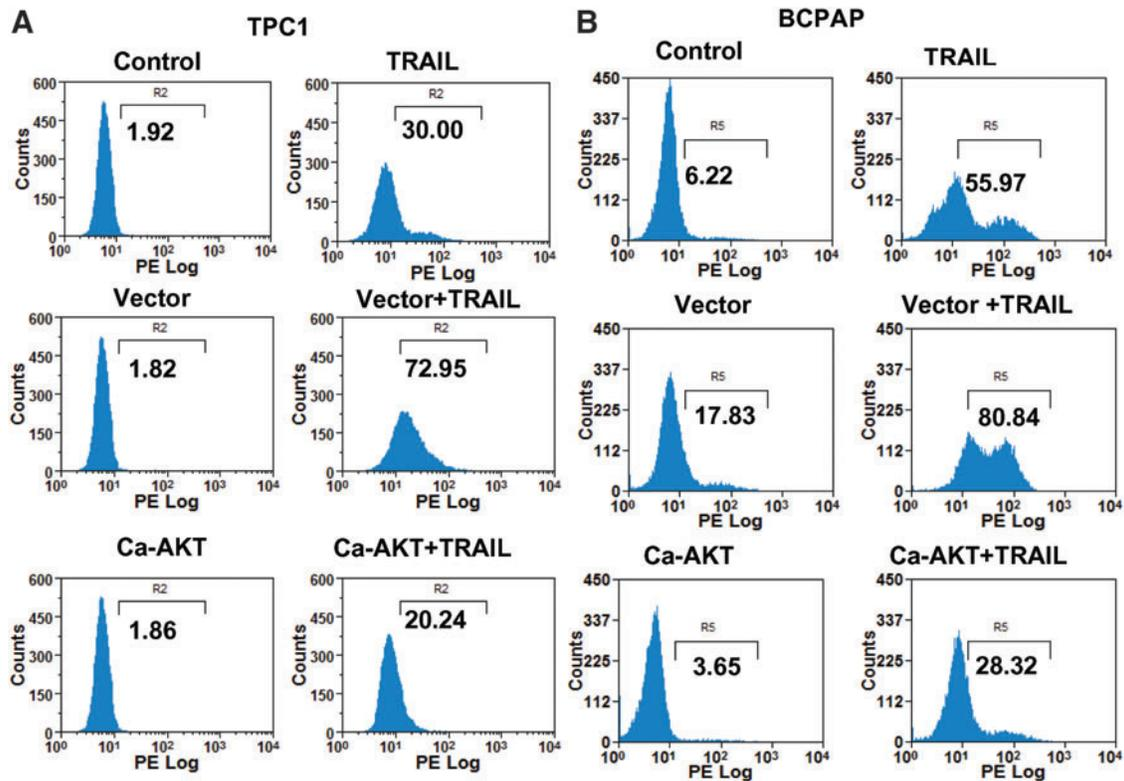 A
TPC1
Control
600
450
300
150
0
Counts
R2
1.92
10⁰ 10¹ 10² 10³ 10⁴
PE Log
TRAIL
600
450
300
150
0
Counts
R2
30.00
10⁰ 10¹ 10² 10³ 10⁴
PE Log
Vector
600
450
300
150
0
Counts
R2
1.82
10⁰ 10¹ 10² 10³ 10⁴
PE Log
Vector+TRAIL
600
450
300
150
0
Counts
R2
72.95
10⁰ 10¹ 10² 10³ 10⁴
PE Log
Ca-AKT
600
450
300
150
0
Counts
R2
1.86
10⁰ 10¹ 10² 10³ 10⁴
PE Log
Ca-AKT+TRAIL
600
450
300
150
0
Counts
R2
20.24
10⁰ 10¹ 10² 10³ 10⁴
PE Log
B
BCPAP
Control
450
337
225
112
0
Counts
R5
6.22
10⁰ 10¹ 10² 10³ 10⁴
PE Log
TRAIL
450
337
225
112
0
Counts
R5
55.97
10⁰ 10¹ 10² 10³ 10⁴
PE Log
Vector
450
337
225
112
0
Counts
R5
17.83
10⁰ 10¹ 10² 10³ 10⁴
PE Log
Vector +TRAIL
450
337
225
112
0
Counts
R5
80.84
10⁰ 10¹ 10² 10³ 10⁴
PE Log
Ca-AKT
450
337
225
112
0
Counts
R5
3.65
10⁰ 10¹ 10² 10³ 10⁴
PE Log
Ca-AKT+TRAIL
450
337
225
112
0
Counts
R5
28.32
10⁰ 10¹ 10² 10³ 10⁴
PE Log